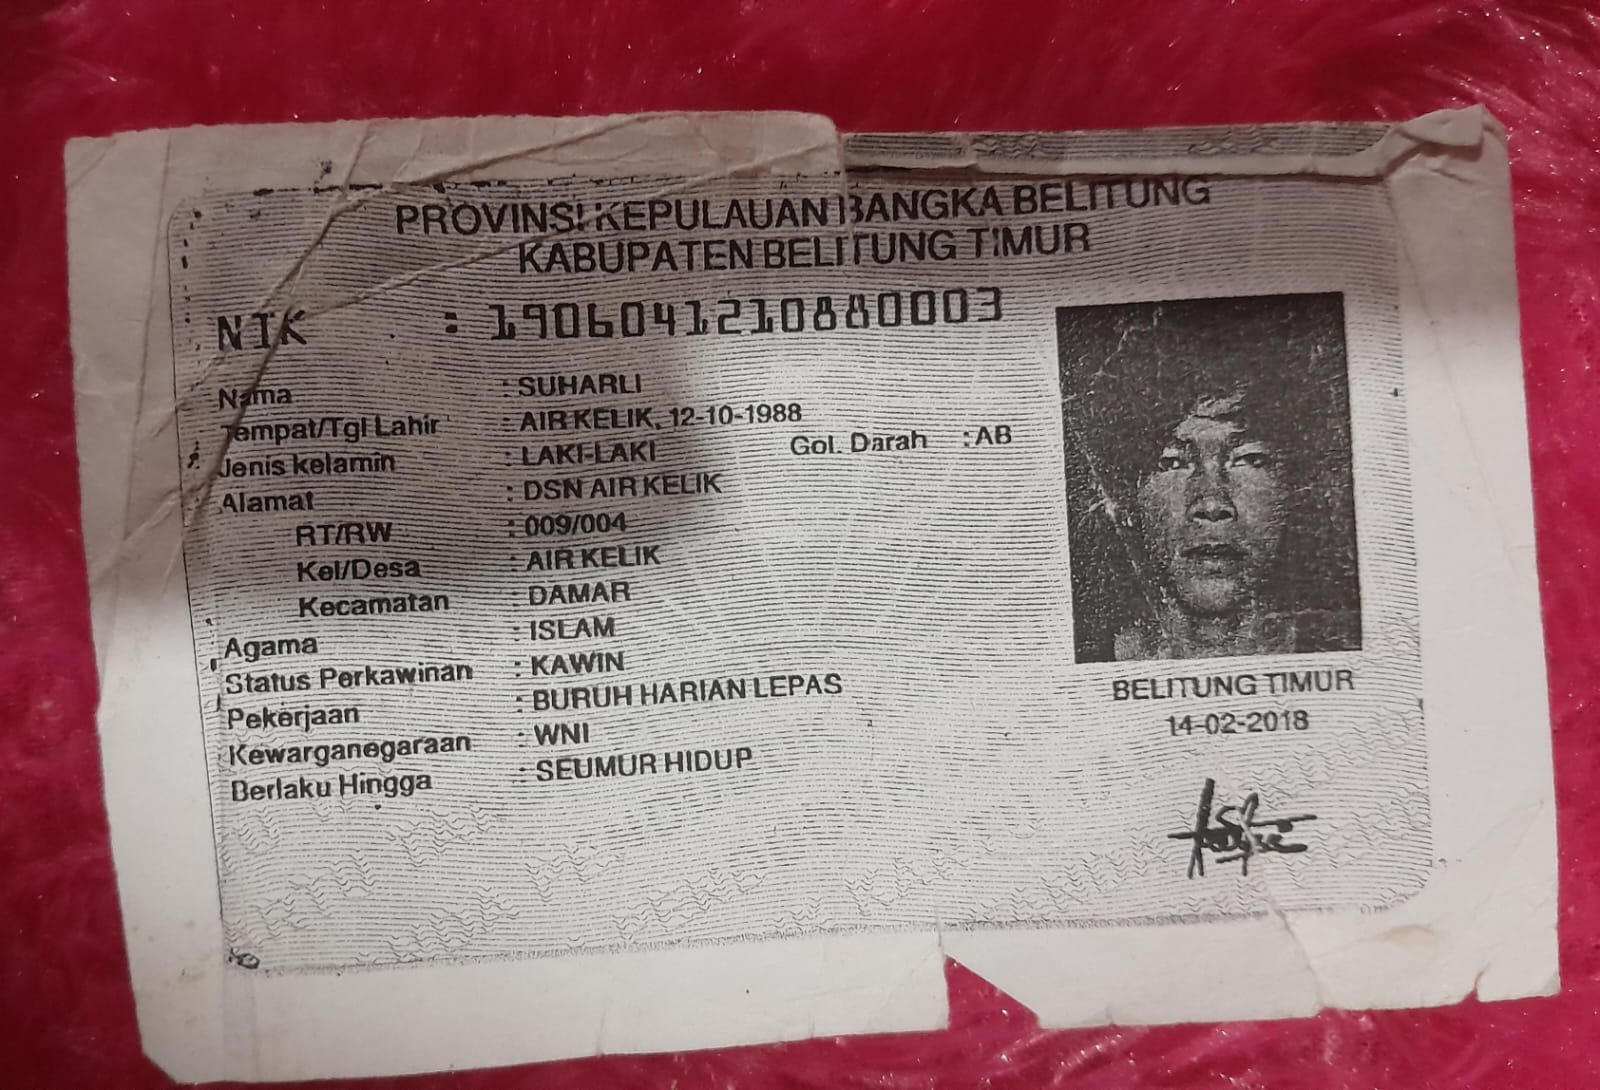 PROVINSI KEPULAUAN BANGKA BELITUNG
KABUPATEN BELITUNG TIMUR
NIK : 1906041210880003
Nama : SUHARLI
Tempat/Tgl Lahir : AIR KELIK, 12-10-1988
Jenis kelamin : LAKI-LAKI Gol. Darah : AB
Alamat : DSN AIR KELIK
RT/RW : 009/004
Kel/Desa : AIR KELIK
Kecamatan : DAMAR
Agama : ISLAM
Status Perkawinan : KAWIN
Pekerjaan : BURUH HARIAN LEPAS
Kewarganegaraan : WNI
Berlaku Hingga : SEUMUR HIDUP
BELITUNG TIMUR
14-02-2018